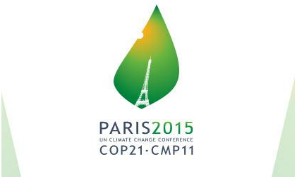 PARIS2015
UN CLIMATE CHANGE CONFERENCE
COP21·CMP11